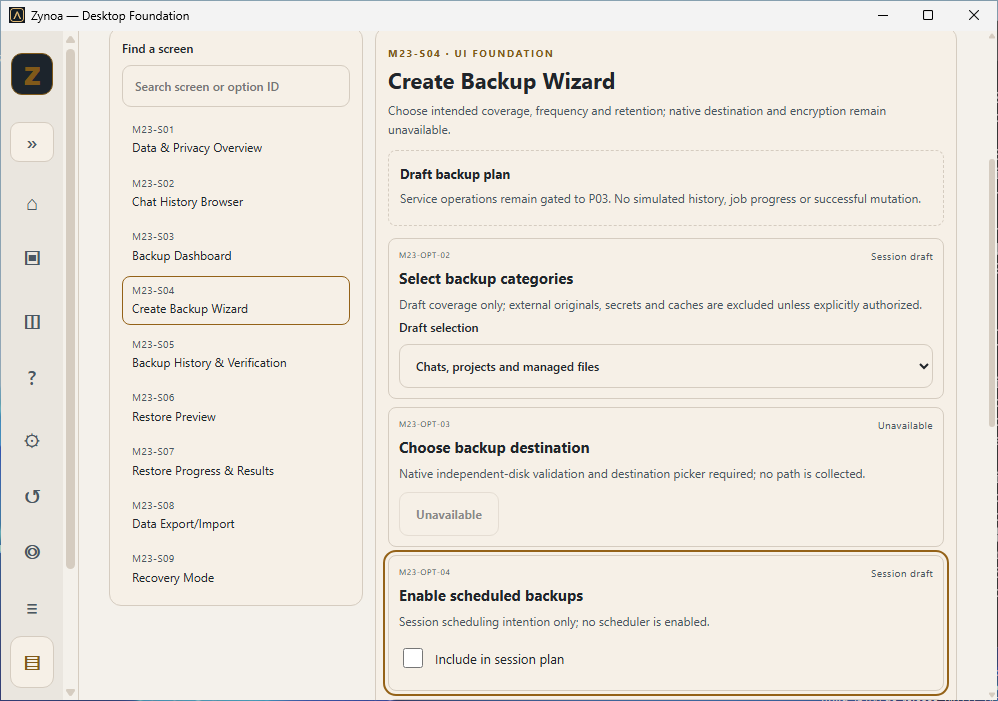 Zynoa — Desktop Foundation
Z
»
?
Find a screen
Search screen or option ID
M23-S01
Data & Privacy Overview
M23-S02
Chat History Browser
M23-S03
Backup Dashboard
M23-S04
Create Backup Wizard
M23-S05
Backup History & Verification
M23-S06
Restore Preview
M23-S07
Restore Progress & Results
M23-S08
Data Export/Import
M23-S09
Recovery Mode
M23-S04 · UI FOUNDATION
Create Backup Wizard
Choose intended coverage, frequency and retention; native destination and encryption remain
unavailable.
Draft backup plan
Service operations remain gated to P03. No simulated history, job progress or successful mutation.
M23-OPT-02
Session draft
Select backup categories
Draft coverage only; external originals, secrets and caches are excluded unless explicitly authorized.
Draft selection
Chats, projects and managed files
M23-OPT-03
Unavailable
Choose backup destination
Native independent-disk validation and destination picker required; no path is collected.
Unavailable
M23-OPT-04
Session draft
Enable scheduled backups
Session scheduling intention only; no scheduler is enabled.
Include in session plan